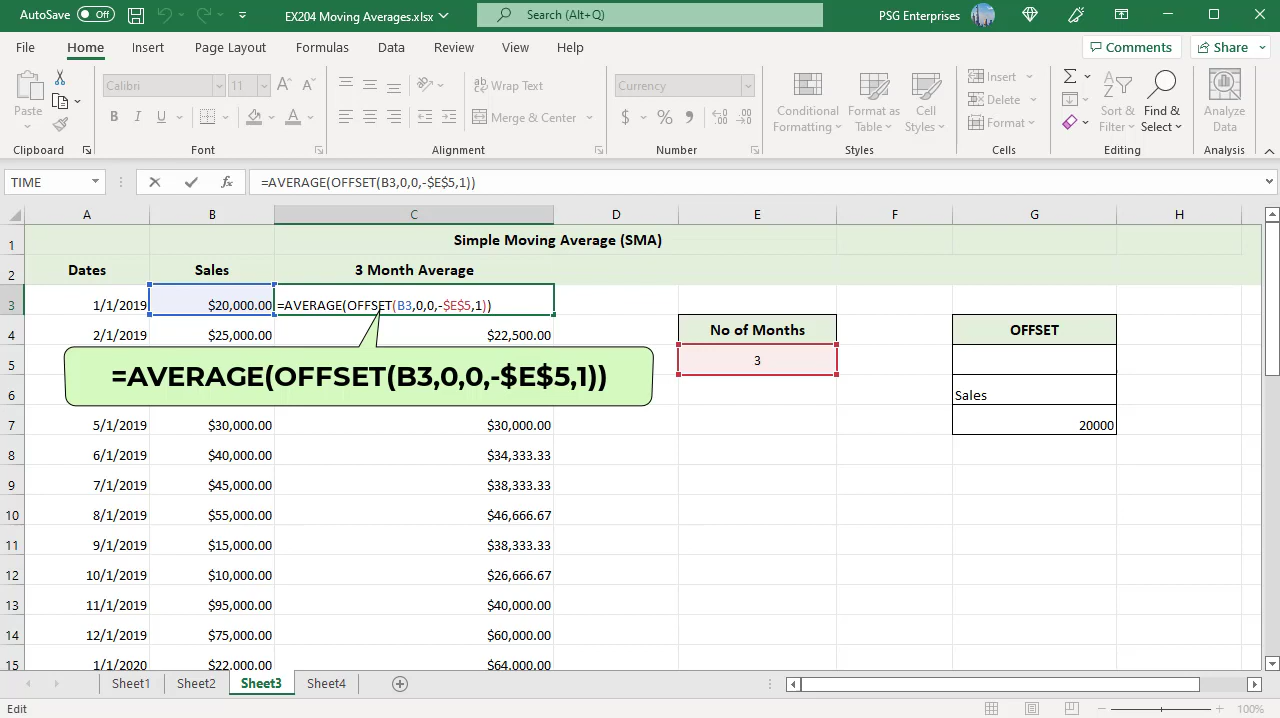 AutoSave Off EX204 Moving Averages.xlsx Search (Alt+Q) PSG Enterprises
File Home Insert Page Layout Formulas Data Review View Help Comments Share
Paste Calibri 11 A A Wrap Text Currency Conditional Formatting Format as Table Cell Styles Insert Sort & Filter Find & Select Analyze Data
B I U A Merge & Center $ % 9 Delete
Format
Clipboard Font Alignment Number Styles Cells Editing Analysis
TIME fx =AVERAGE(OFFSET(B3,0,0,-$E$5,1))
A B C D E F G H
1 Simple Moving Average (SMA)
2 Dates Sales 3 Month Average
3 1/1/2019 $20,000.00 =AVERAGE(OFFSET(B3,0,0,-$E$5,1))
4 2/1/2019 $25,000.00 $22,500.00 No of Months OFFSET
5 =AVERAGE(OFFSET(B3,0,0,-$E$5,1)) 3
6 Sales
7 5/1/2019 $30,000.00 $30,000.00 20000
8 6/1/2019 $40,000.00 $34,333.33
9 7/1/2019 $45,000.00 $38,333.33
10 8/1/2019 $55,000.00 $46,666.67
11 9/1/2019 $15,000.00 $38,333.33
12 10/1/2019 $10,000.00 $26,666.67
13 11/1/2019 $95,000.00 $40,000.00
14 12/1/2019 $75,000.00 $60,000.00
15 1/1/2020 $22,000.00 $64,000.00
Sheet1 Sheet2 Sheet3 Sheet4
Edit 100%